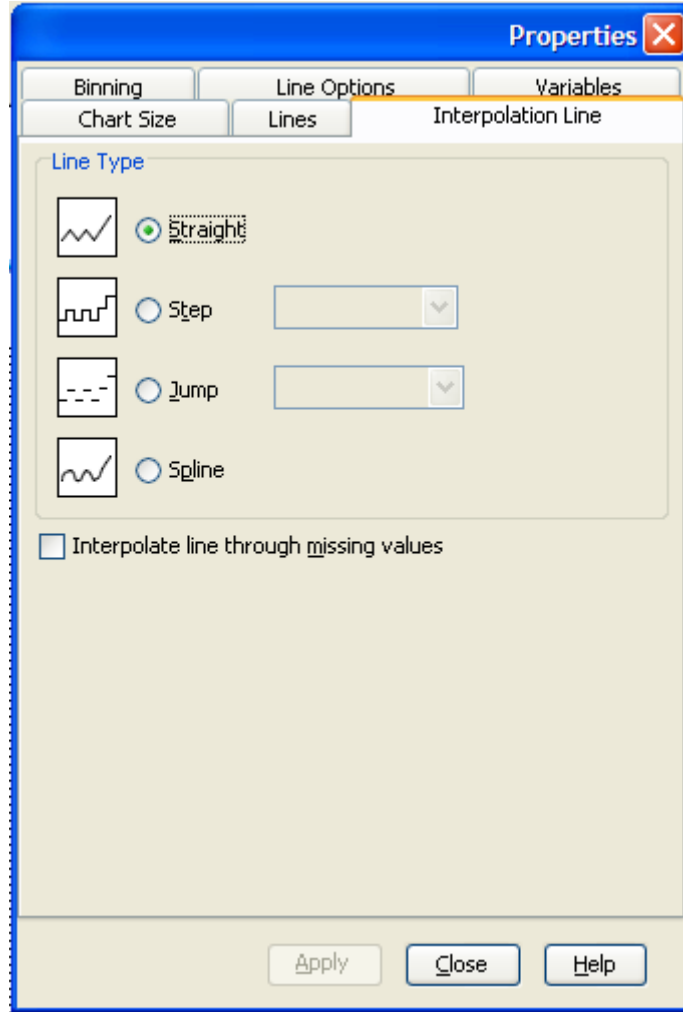 Properties
Binning Line Options Variables
Chart Size Lines Interpolation Line
Line Type
Straight
Step
Jump
Spline
Interpolate line through missing values
Apply Close Help